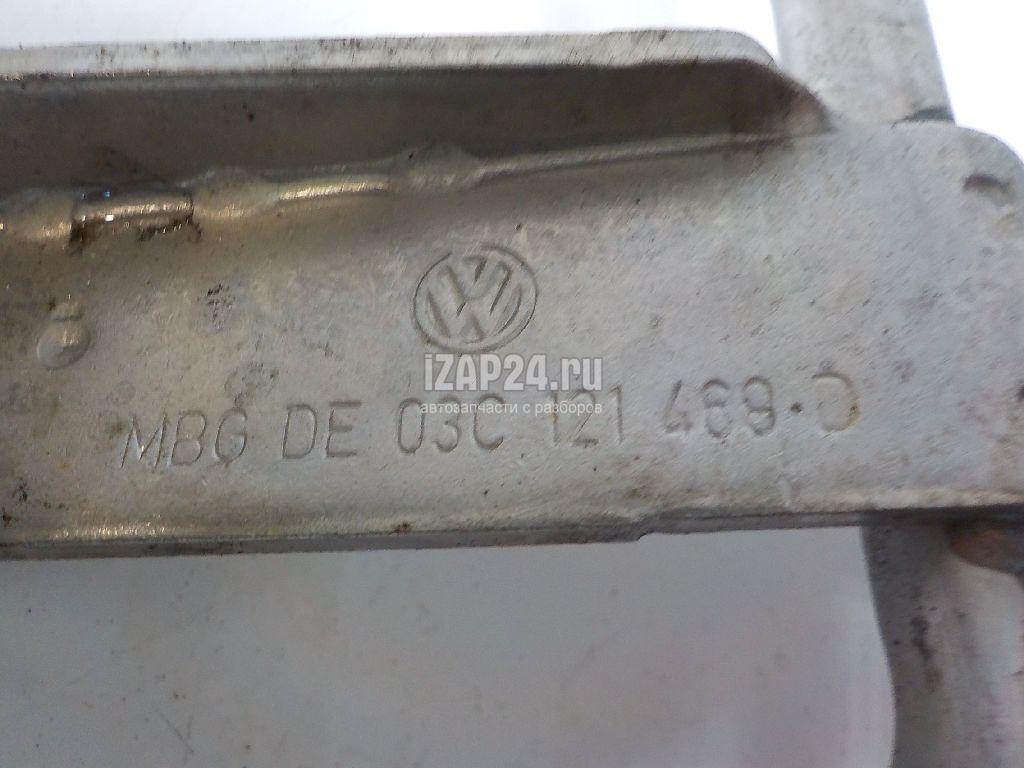 VW
iZAP24.ru
автозапчасти с разборов
MBG DE 03C 121 469·D